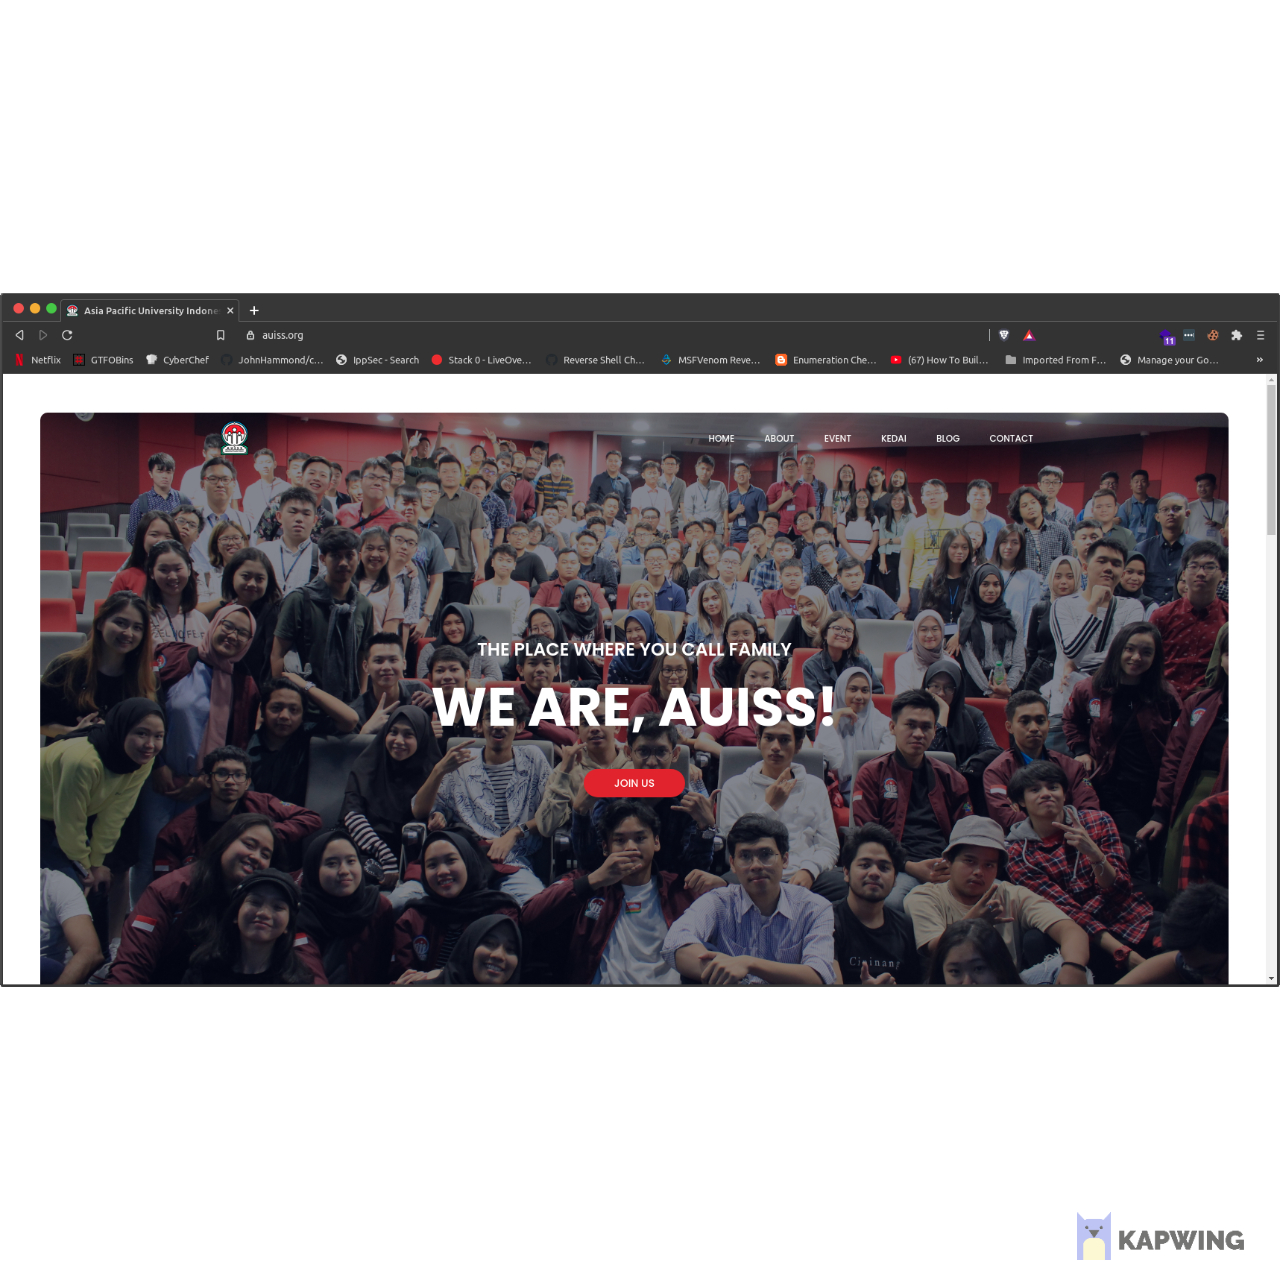 Asia Pacific University Indone
auiss.org
11
Netflix GTFOBins CyberChef JohnHammond/c... IppSec - Search Stack 0 - LiveOve... Reverse Shell Ch... MSFVenom Reve... Enumeration Che... (67) How To Buil... Imported From F... Manage your Go... »
AUISS
HOME ABOUT EVENT KEDAI BLOG CONTACT
THE PLACE WHERE YOU CALL FAMILY
WE ARE, AUISS!
JOIN US
KAPWING